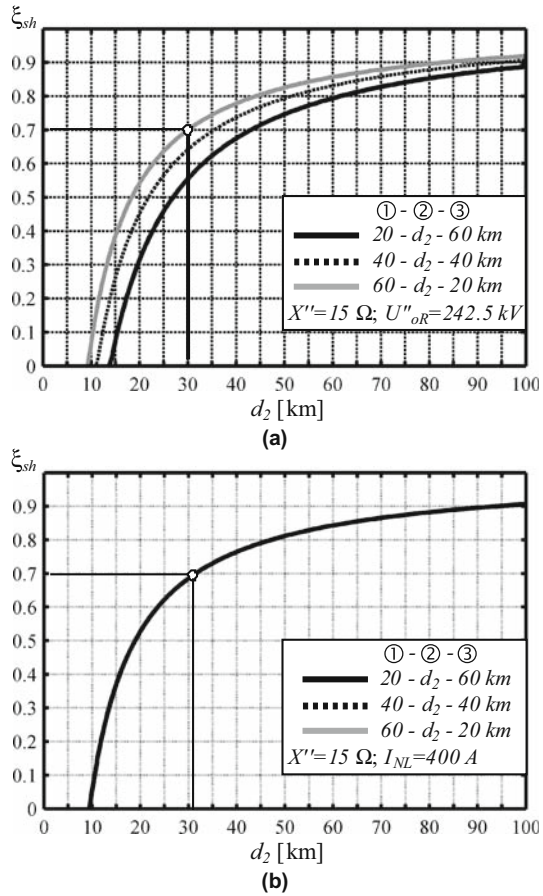 ξsh
0.9
0.8
0.7
0.6
0.5
0.4
0.3
0.2
0.1
0
① - ② - ③
20 - d2 - 60 km
40 - d2 - 40 km
60 - d2 - 20 km
X''=15 Ω; U''oR=242.5 kV
0 10 20 30 40 50 60 70 80 90 100
d2 [km]
(a)
ξsh
0.9
0.8
0.7
0.6
0.5
0.4
0.3
0.2
0.1
0
① - ② - ③
20 - d2 - 60 km
40 - d2 - 40 km
60 - d2 - 20 km
X''=15 Ω; INL=400 A
0 10 20 30 40 50 60 70 80 90 100
d2 [km]
(b)